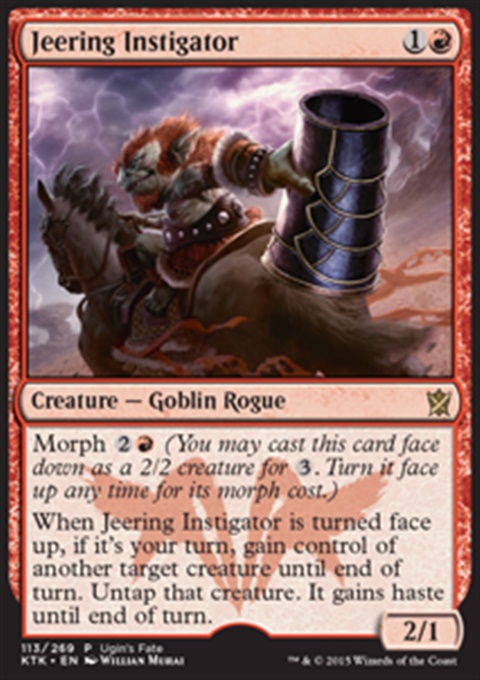 Jeering Instigator 1
Creature — Goblin Rogue
Morph 2 (You may cast this card face
down as a 2/2 creature for 3. Turn it face
up any time for its morph cost.)
When Jeering Instigator is turned face
up, if it's your turn, gain control of
another target creature until end of
turn. Untap that creature. It gains haste
until end of turn.
2/1
113/269 P Ugin's Fate
KTK • EN Willian Murai
™ & © 2015 Wizards of the Coast